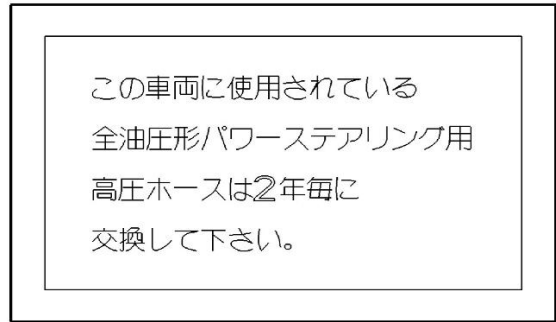 この車両に使用されている
全油圧形パワーステアリング用
高圧ホースは2年毎に
交換して下さい。